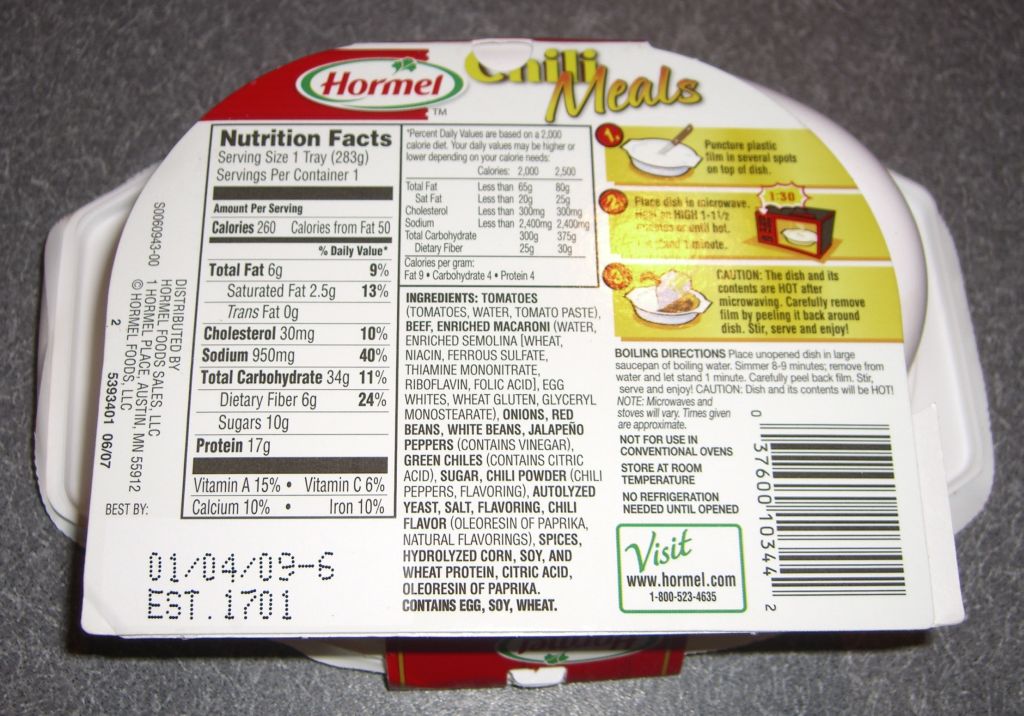 Hormel
TM
Chili
Meals
Nutrition Facts
Serving Size 1 Tray (283g)
Servings Per Container 1
Amount Per Serving
Calories 260 Calories from Fat 50
% Daily Value*
Total Fat 6g 9%
Saturated Fat 2.5g 13%
Trans Fat 0g
Cholesterol 30mg 10%
Sodium 950mg 40%
Total Carbohydrate 34g 11%
Dietary Fiber 6g 24%
Sugars 10g
Protein 17g
Vitamin A 15% • Vitamin C 6%
Calcium 10% • Iron 10%
*Percent Daily Values are based on a 2,000
calorie diet. Your daily values may be higher or
lower depending on your calorie needs:
Calories: 2,000 2,500
Total Fat Less than 65g 80g
Sat Fat Less than 20g 25g
Cholesterol Less than 300mg 300mg
Sodium Less than 2,400mg 2,400mg
Total Carbohydrate 300g 375g
Dietary Fiber 25g 30g
Calories per gram:
Fat 9 • Carbohydrate 4 • Protein 4
INGREDIENTS: TOMATOES
(TOMATOES, WATER, TOMATO PASTE),
BEEF, ENRICHED MACARONI (WATER,
ENRICHED SEMOLINA [WHEAT,
NIACIN, FERROUS SULFATE,
THIAMINE MONONITRATE,
RIBOFLAVIN, FOLIC ACID], EGG
WHITES, WHEAT GLUTEN, GLYCERYL
MONOSTEARATE), ONIONS, RED
BEANS, WHITE BEANS, JALAPEÑO
PEPPERS (CONTAINS VINEGAR),
GREEN CHILES (CONTAINS CITRIC
ACID), SUGAR, CHILI POWDER (CHILI
PEPPERS, FLAVORING), AUTOLYZED
YEAST, SALT, FLAVORING, CHILI
FLAVOR (OLEORESIN OF PAPRIKA,
NATURAL FLAVORINGS), SPICES,
HYDROLYZED CORN, SOY, AND
WHEAT PROTEIN, CITRIC ACID,
OLEORESIN OF PAPRIKA.
CONTAINS EGG, SOY, WHEAT.
1.
Puncture plastic
film in several spots
on top of dish.
Place dish in microwave.
on HIGH 1-1½
minutes or until hot.
stand 1 minute.
1:30
CAUTION: The dish and its
contents are HOT after
microwaving. Carefully remove
film by peeling it back around
dish. Stir, serve and enjoy!
BOILING DIRECTIONS Place unopened dish in large
saucepan of boiling water. Simmer 8-9 minutes; remove from
water and let stand 1 minute. Carefully peel back film. Stir,
serve and enjoy! CAUTION: Dish and its contents will be HOT!
NOTE: Microwaves and
stoves will vary. Times given
are approximate.
NOT FOR USE IN
CONVENTIONAL OVENS
STORE AT ROOM
TEMPERATURE
NO REFRIGERATION
NEEDED UNTIL OPENED
Visit
www.hormel.com
1-800-523-4635
0 37600 10344 2
S0060943-00
DISTRIBUTED BY
HORMEL FOODS SALES, LLC
1 HORMEL PLACE, AUSTIN, MN 55912
© HORMEL FOODS, LLC
2 5393401 06/07
BEST BY:
01/04/09-6
EST.1701